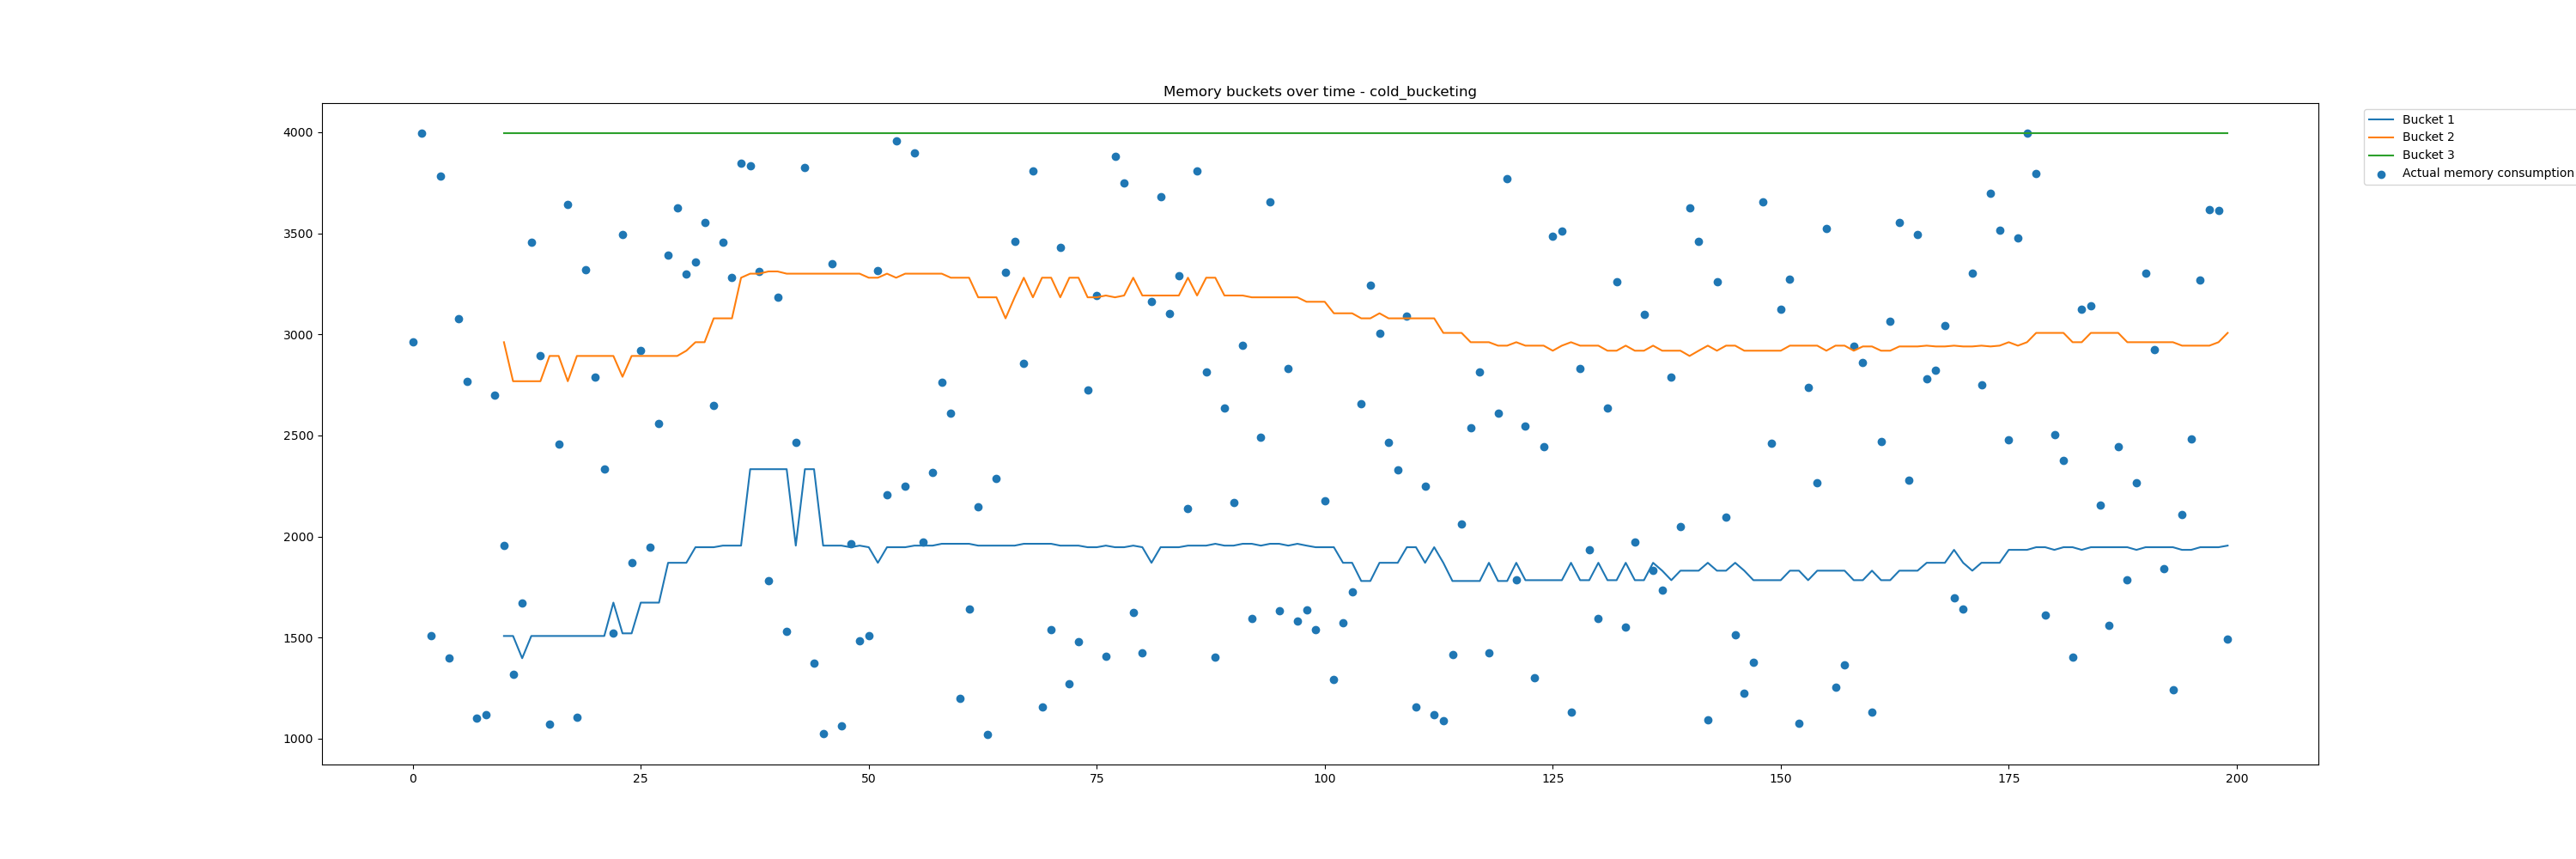 Memory buckets over time - cold_bucketing
4000
3500
3000
2500
2000
1500
1000
0 25 50 75 100 125 150 175 200
Bucket 1
Bucket 2
Bucket 3
Actual memory consumption